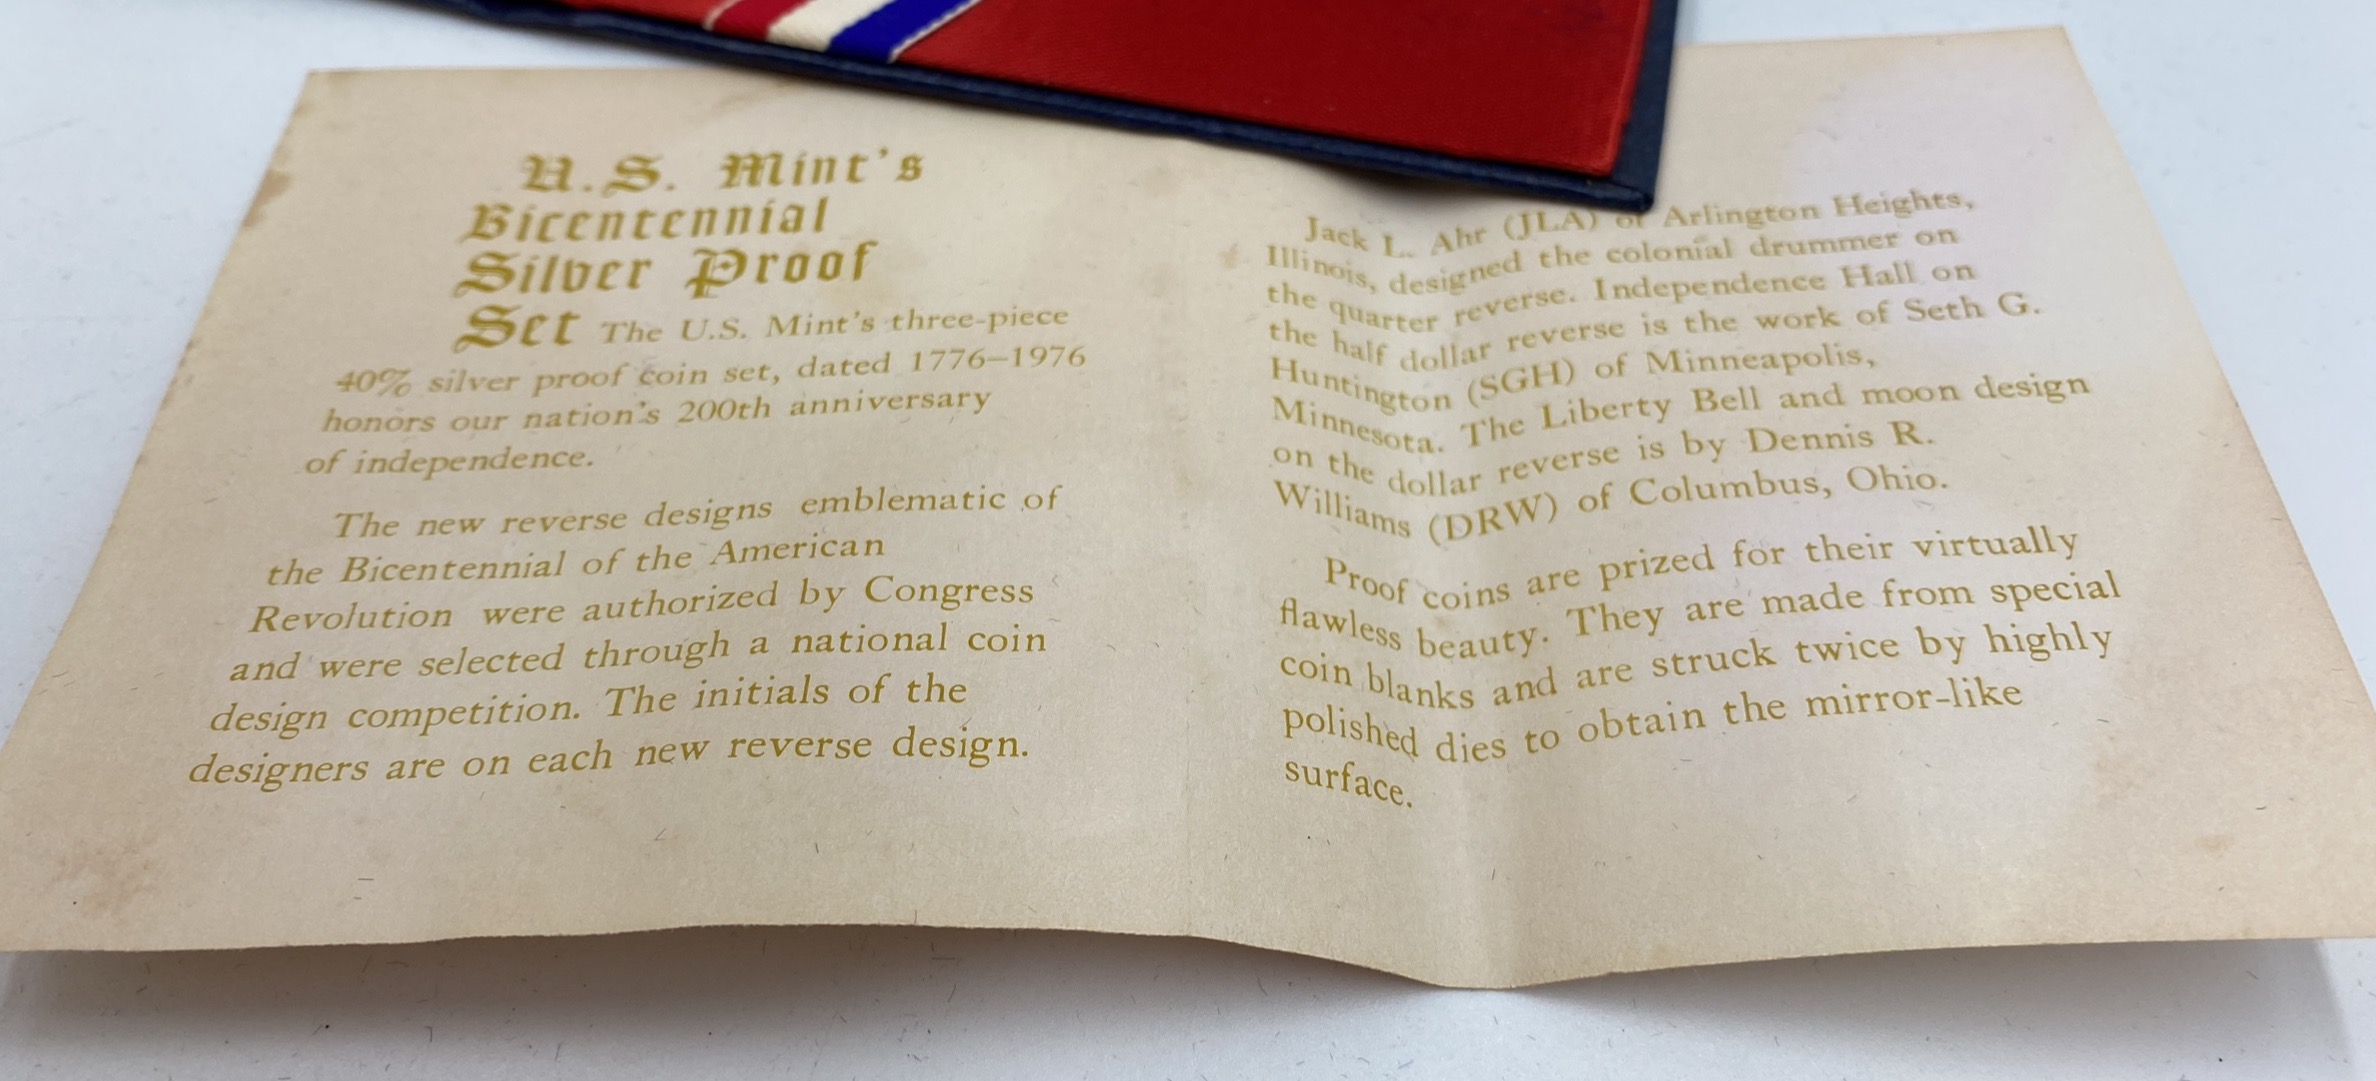 U.S. Mint's
Bicentennial
Silver Proof
Set The U.S. Mint's three-piece
40% silver proof coin set, dated 1776–1976
honors our nation's 200th anniversary
of independence.
The new reverse designs emblematic of
the Bicentennial of the American
Revolution were authorized by Congress
and were selected through a national coin
design competition. The initials of the
designers are on each new reverse design.
Jack L. Ahr (JLA) of Arlington Heights,
Illinois, designed the colonial drummer on
the quarter reverse. Independence Hall on
the half dollar reverse is the work of Seth G.
Huntington (SGH) of Minneapolis,
Minnesota. The Liberty Bell and moon design
on the dollar reverse is by Dennis R.
Williams (DRW) of Columbus, Ohio.
Proof coins are prized for their virtually
flawless beauty. They are made from special
coin blanks and are struck twice by highly
polished dies to obtain the mirror-like
surface.